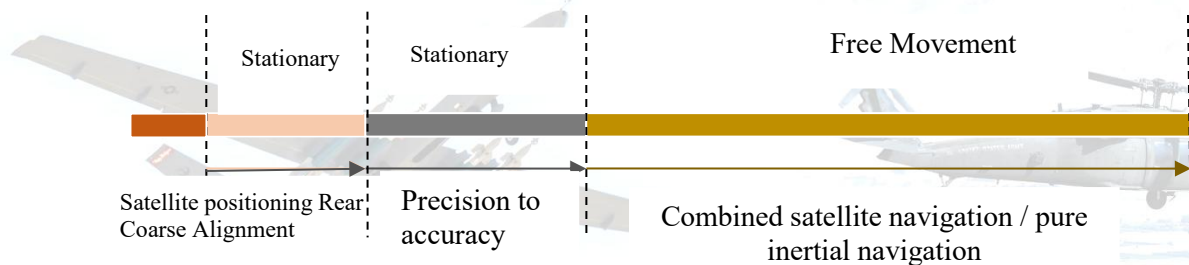 Stationary
Stationary
Free Movement
Satellite positioning Rear
Coarse Alignment
Precision to
accuracy
Combined satellite navigation / pure
inertial navigation